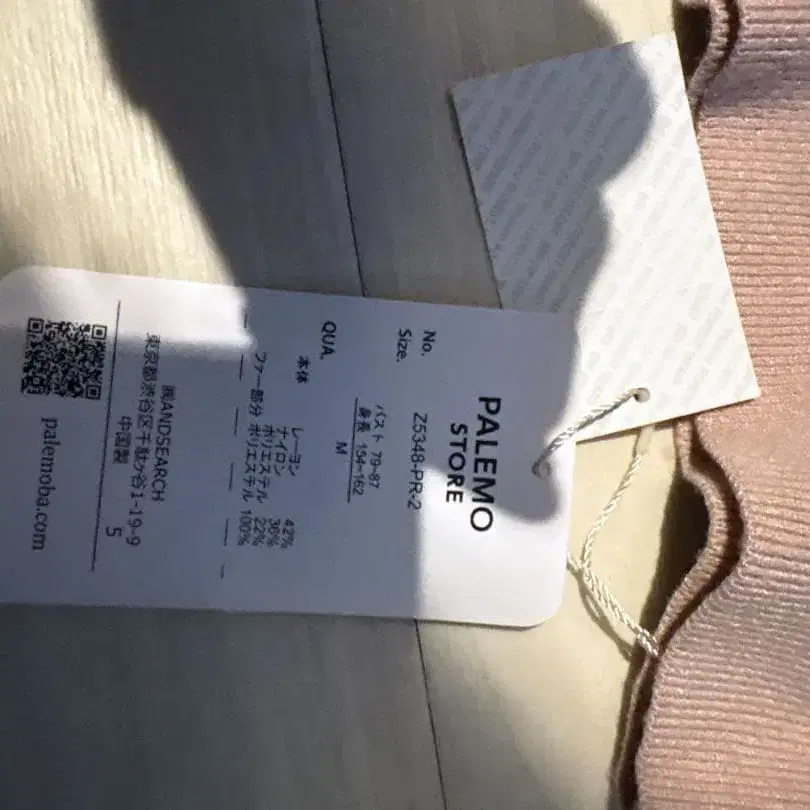 PALEMO
STORE
No. Z5348-PR-2
Size.
バスト 79-87
身長 154-162
M
QUA.
本体
レーヨン 42%
ナイロン 36%
ポリエステル 22%
ファー部分 ポリエステル 100%
㈱ANDSEARCH
東京都渋谷区千駄ヶ谷1-19-9
中国製 5
palemoba.com